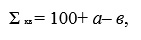 Σ кз = 100+ а– в,